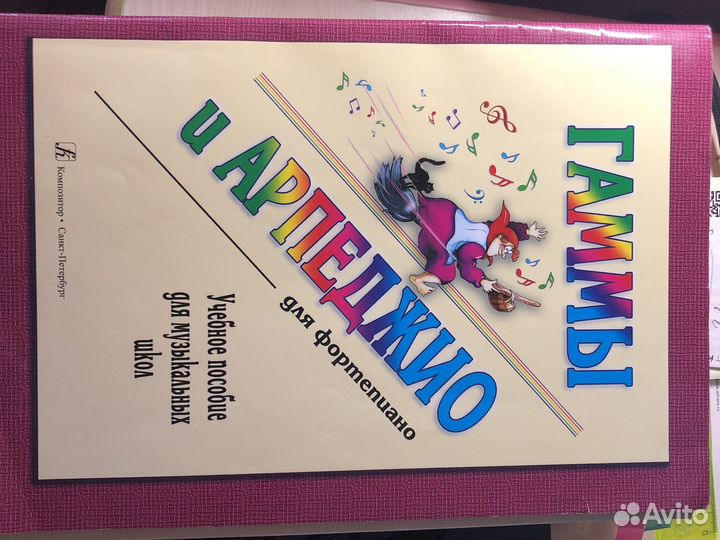 ГАММЫ
и АРПЕДЖИО
для фортепиано
Учебное пособие
для музыкальных
школ
Композитор • Санкт-Петербург
Avito